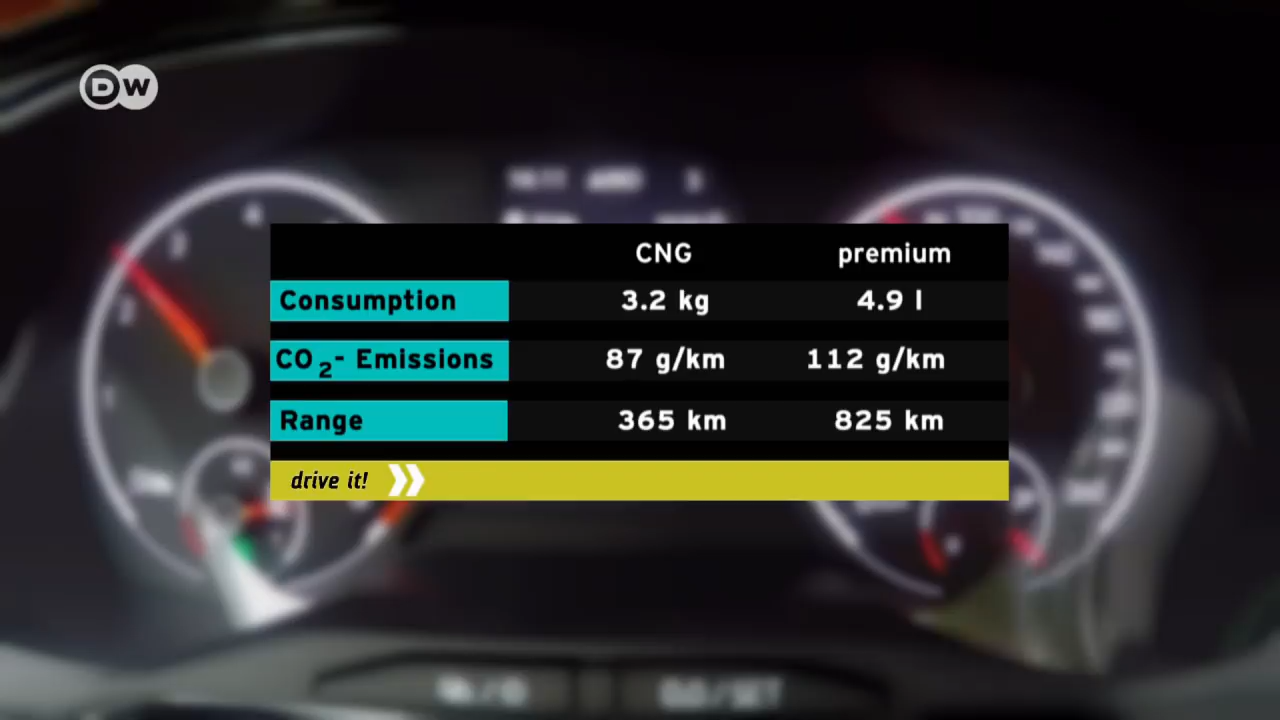 DW
CNG premium
Consumption 3.2 kg 4.9 l
CO2- Emissions 87 g/km 112 g/km
Range 365 km 825 km
drive it!